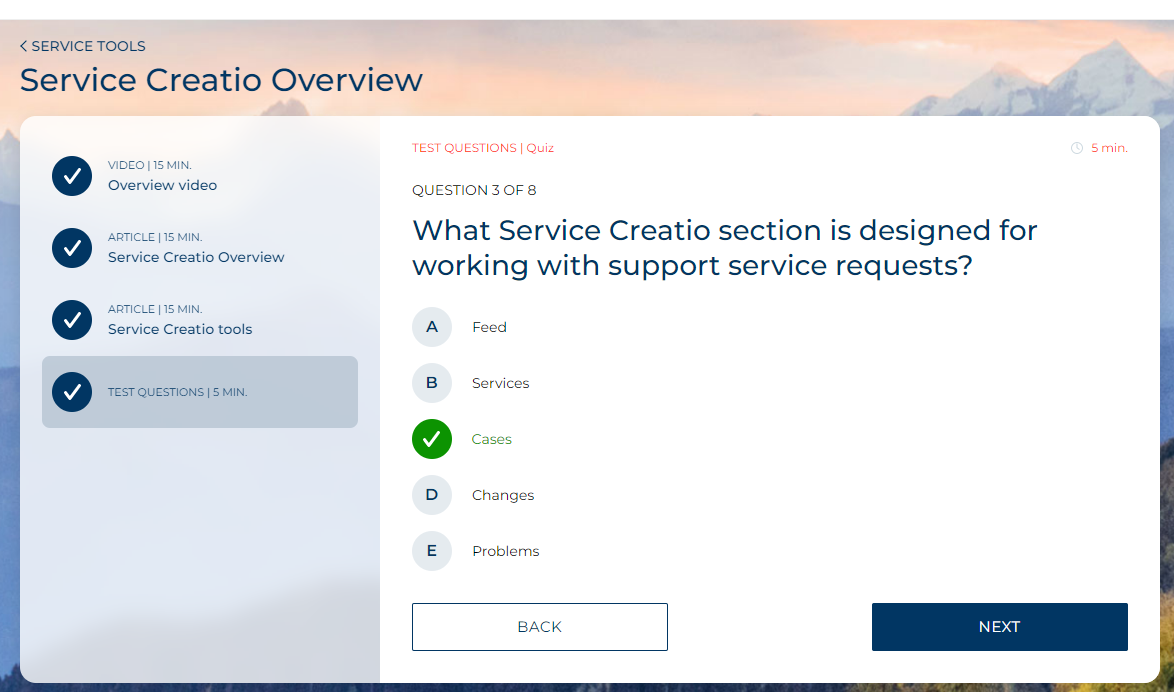 < SERVICE TOOLS
Service Creatio Overview
VIDEO | 15 MIN.
Overview video
ARTICLE | 15 MIN.
Service Creatio Overview
ARTICLE | 15 MIN.
Service Creatio tools
TEST QUESTIONS | 5 MIN.
TEST QUESTIONS | Quiz
5 min.
QUESTION 3 OF 8
What Service Creatio section is designed for
working with support service requests?
A Feed
B Services
Cases
D Changes
E Problems
BACK
NEXT